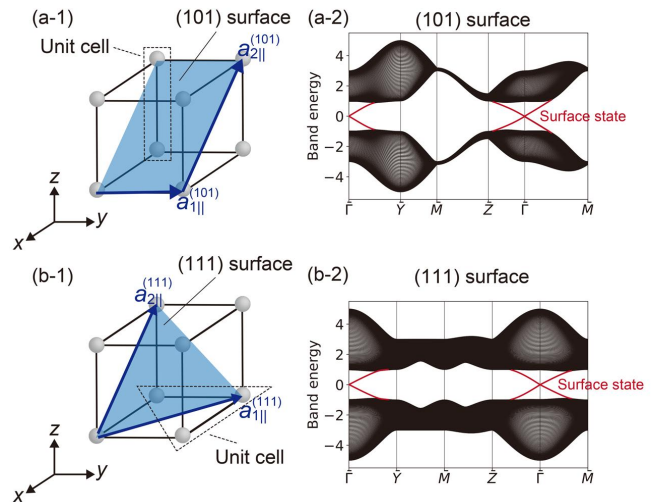 (a-1)
(101) surface
Unit cell
a2||(101)
a1||(101)
z
y
x
(a-2)
(101) surface
Band energy
4
2
0
−2
−4
Surface state
Γ̄
Ȳ
M̄
Z̄
Γ̄
M̄
(b-1)
(111) surface
a2||(111)
a1||(111)
Unit cell
z
y
x
(b-2)
(111) surface
Band energy
4
2
0
−2
−4
Surface state
Γ̄
Ȳ
M̄
Z̄
Γ̄
M̄